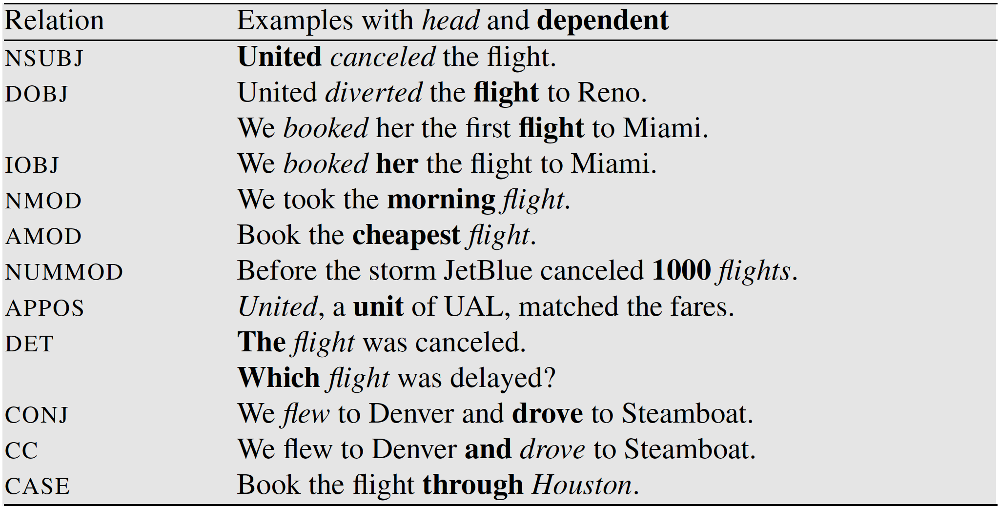 Relation Examples with head and dependent
NSUBJ United canceled the flight.
DOBJ United diverted the flight to Reno.
We booked her the first flight to Miami.
IOBJ We booked her the flight to Miami.
NMOD We took the morning flight.
AMOD Book the cheapest flight.
NUMMOD Before the storm JetBlue canceled 1000 flights.
APPOS United, a unit of UAL, matched the fares.
DET The flight was canceled.
Which flight was delayed?
CONJ We flew to Denver and drove to Steamboat.
CC We flew to Denver and drove to Steamboat.
CASE Book the flight through Houston.